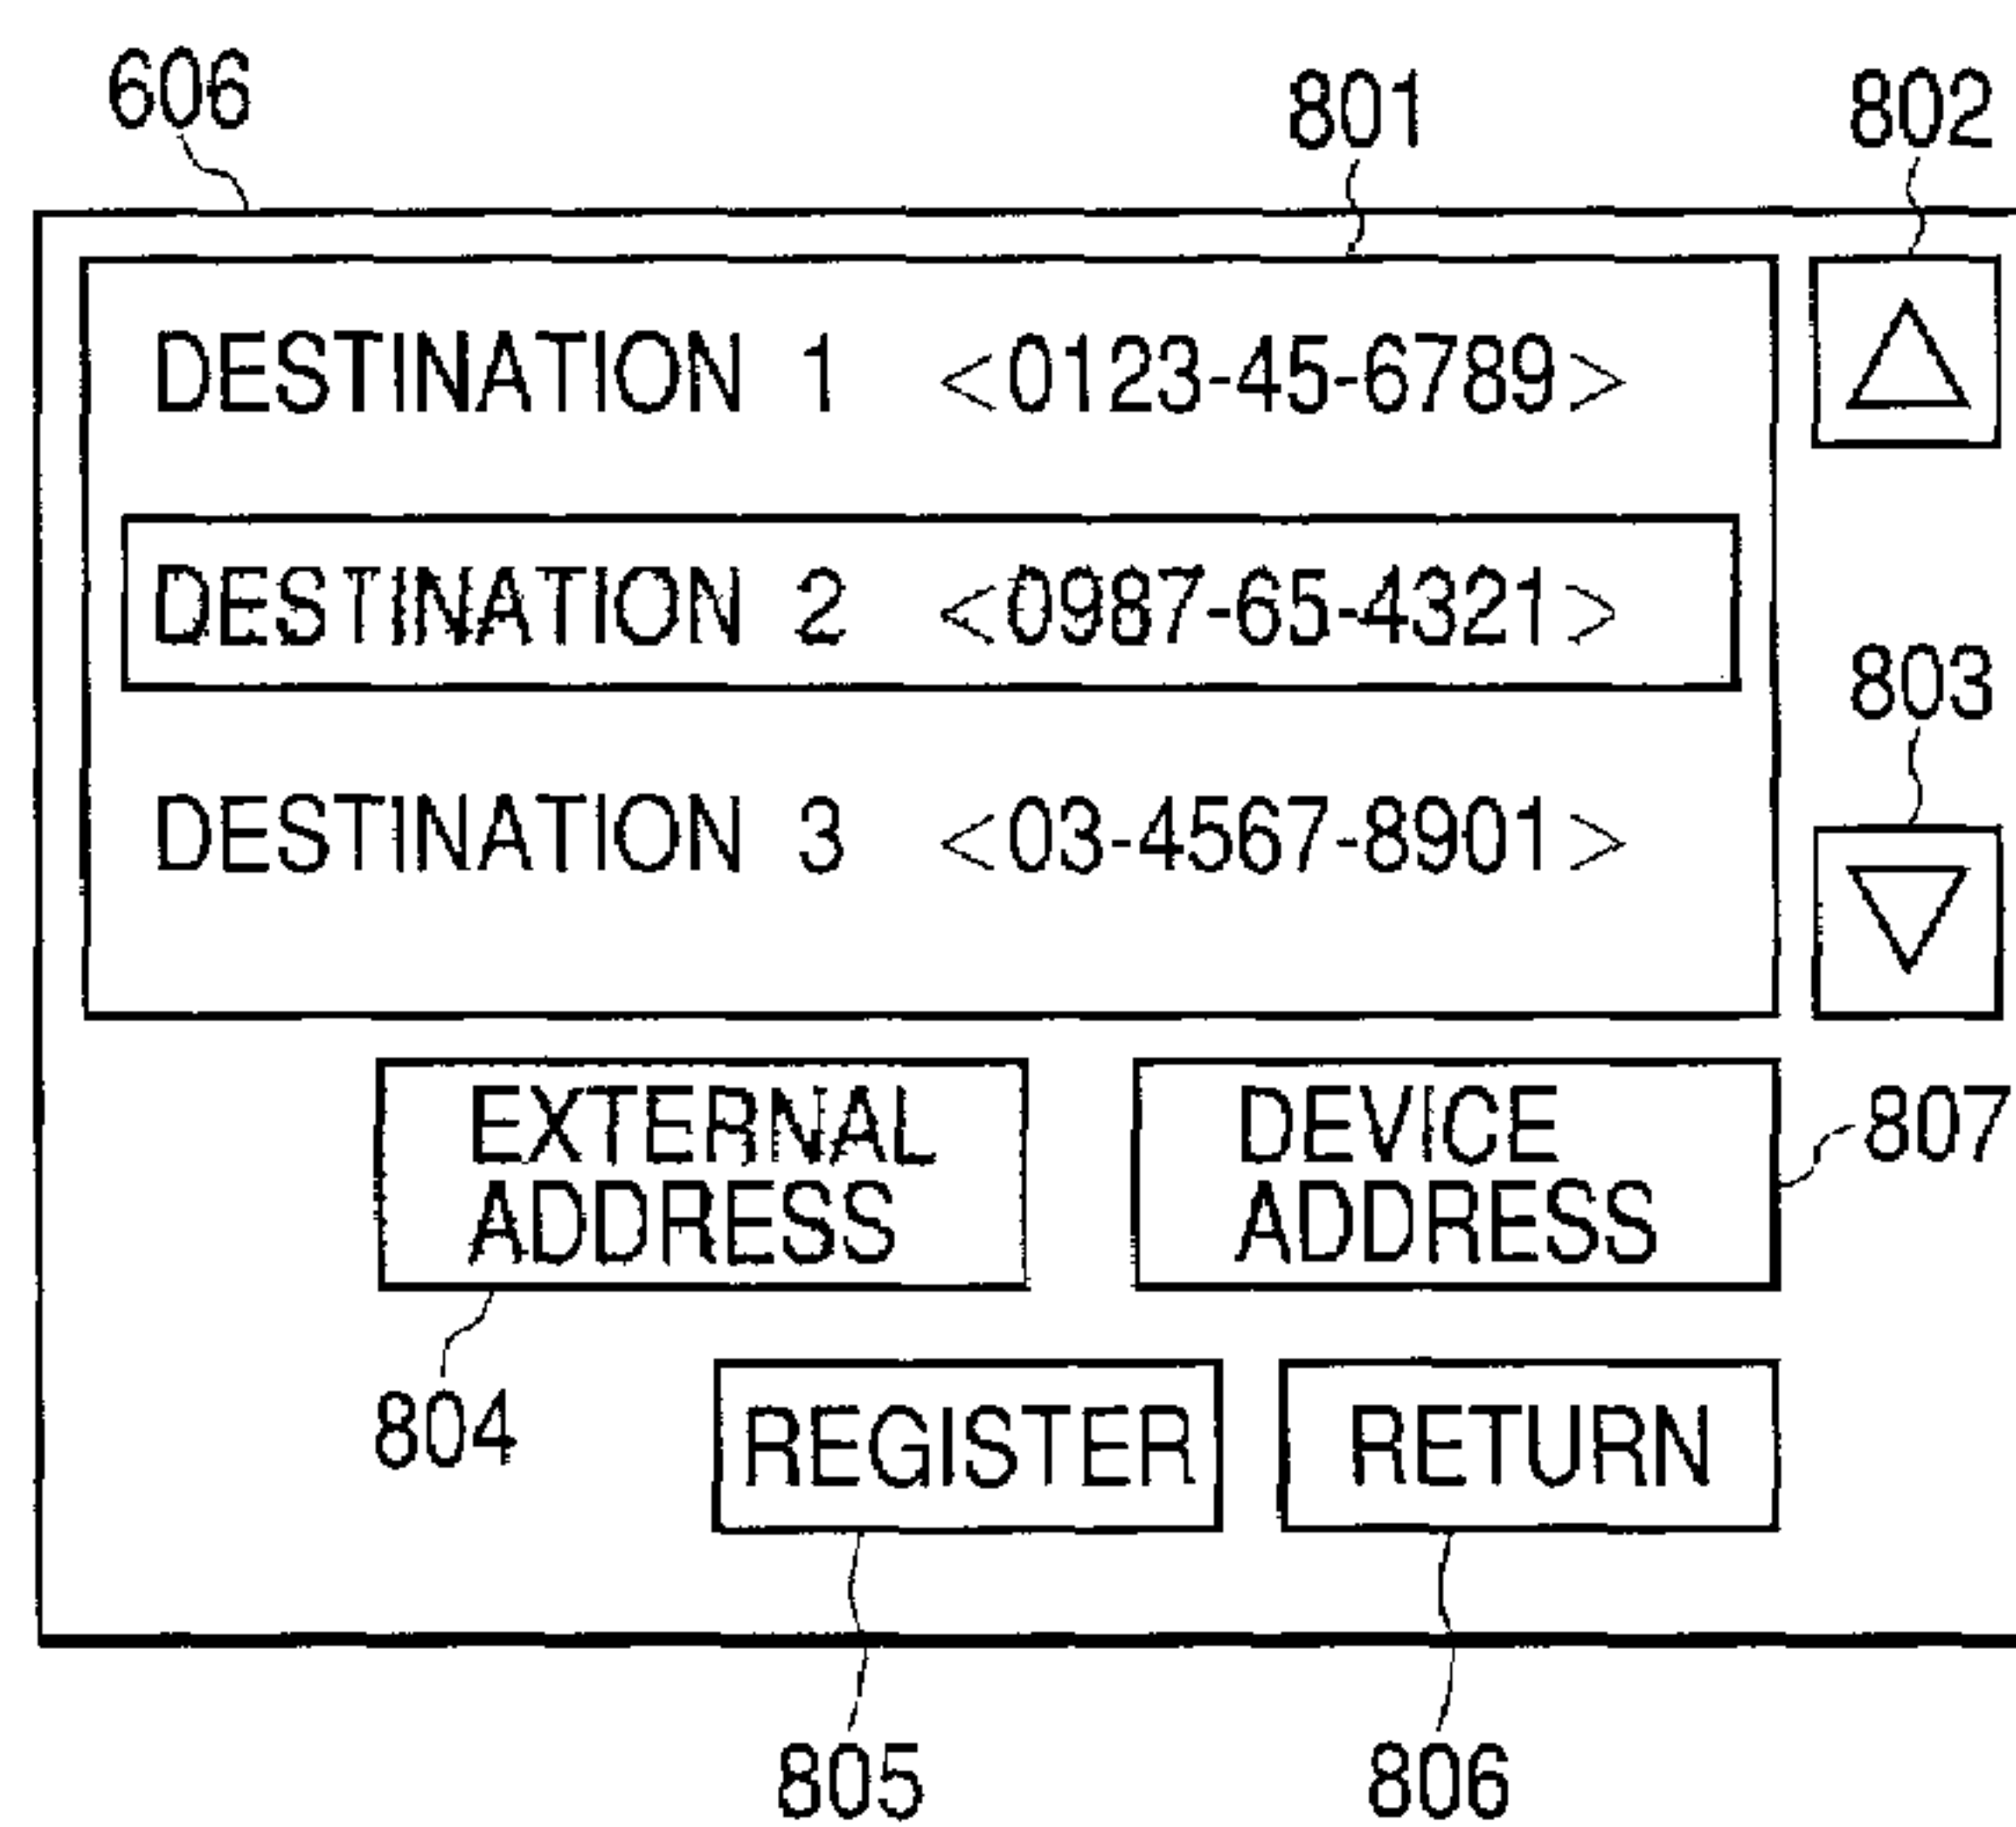 606
801
802
DESTINATION 1 <0123-45-6789>
DESTINATION 2 <0987-65-4321>
803
DESTINATION 3 <03-4567-8901>
EXTERNAL
ADDRESS
DEVICE
ADDRESS
807
804
REGISTER
RETURN
805
806